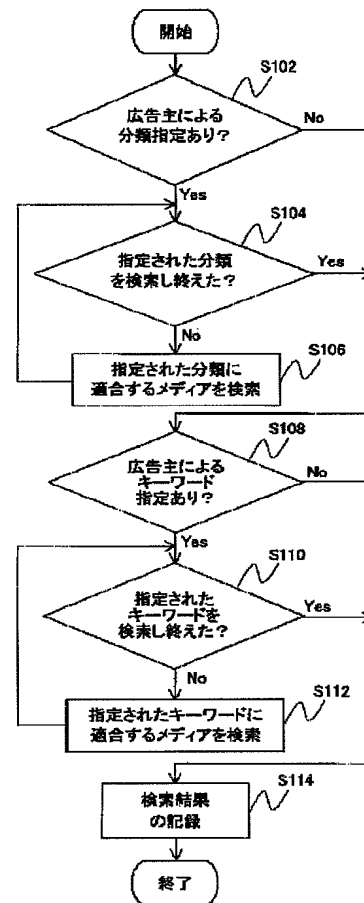 開始
S102
広告主による
分類指定あり?
No
Yes
S104
指定された分類
を検索し終えた?
Yes
No
S106
指定された分類に
適合するメディアを検索
S108
広告主による
キーワード
指定あり?
No
Yes
S110
指定された
キーワードを
検索し終えた?
Yes
No
S112
指定されたキーワードに
適合するメディアを検索
S114
検索結果
の記録
終了